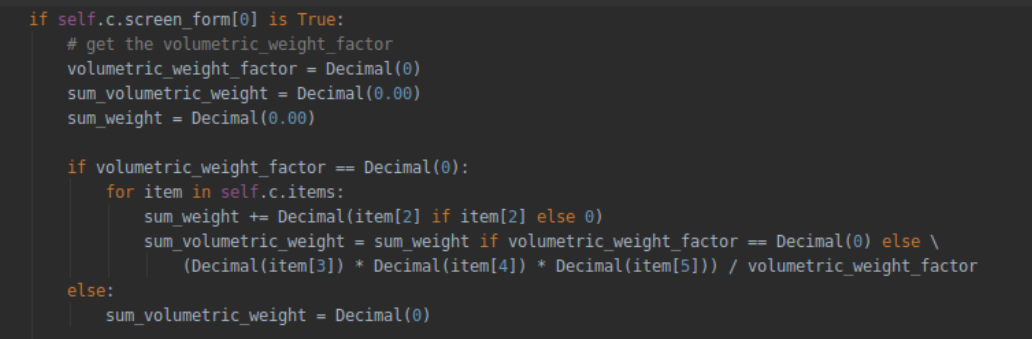 if self.c.screen_form[0] is True:
    # get the volumetric_weight_factor
    volumetric_weight_factor = Decimal(0)
    sum_volumetric_weight = Decimal(0.00)
    sum_weight = Decimal(0.00)

    if volumetric_weight_factor == Decimal(0):
        for item in self.c.items:
            sum_weight += Decimal(item[2] if item[2] else 0)
            sum_volumetric_weight = sum_weight if volumetric_weight_factor == Decimal(0) else \
                (Decimal(item[3]) * Decimal(item[4]) * Decimal(item[5])) / volumetric_weight_factor
    else:
        sum_volumetric_weight = Decimal(0)